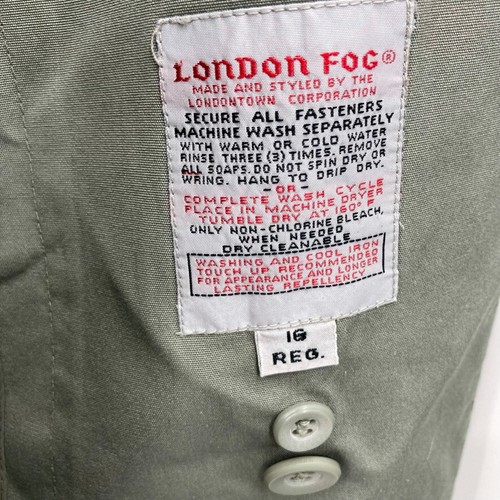 LONDON FOG®
MADE AND STYLED BY THE
LONDONTOWN CORPORATION
SECURE ALL FASTENERS
MACHINE WASH SEPARATELY
WITH WARM OR COLD WATER
RINSE THREE (3) TIMES. REMOVE
ALL SOAPS. DO NOT SPIN DRY OR
WRING. HANG TO DRIP DRY.
-OR-
COMPLETE WASH CYCLE
PLACE IN MACHINE DRYER
TUMBLE DRY AT 160° F
ONLY NON-CHLORINE BLEACH,
WHEN NEEDED
DRY CLEANABLE
WASHING AND COOL IRON
TOUCH UP RECOMMENDED
FOR APPEARANCE AND LONGER
LASTING REPELLENCY.
16
REG.